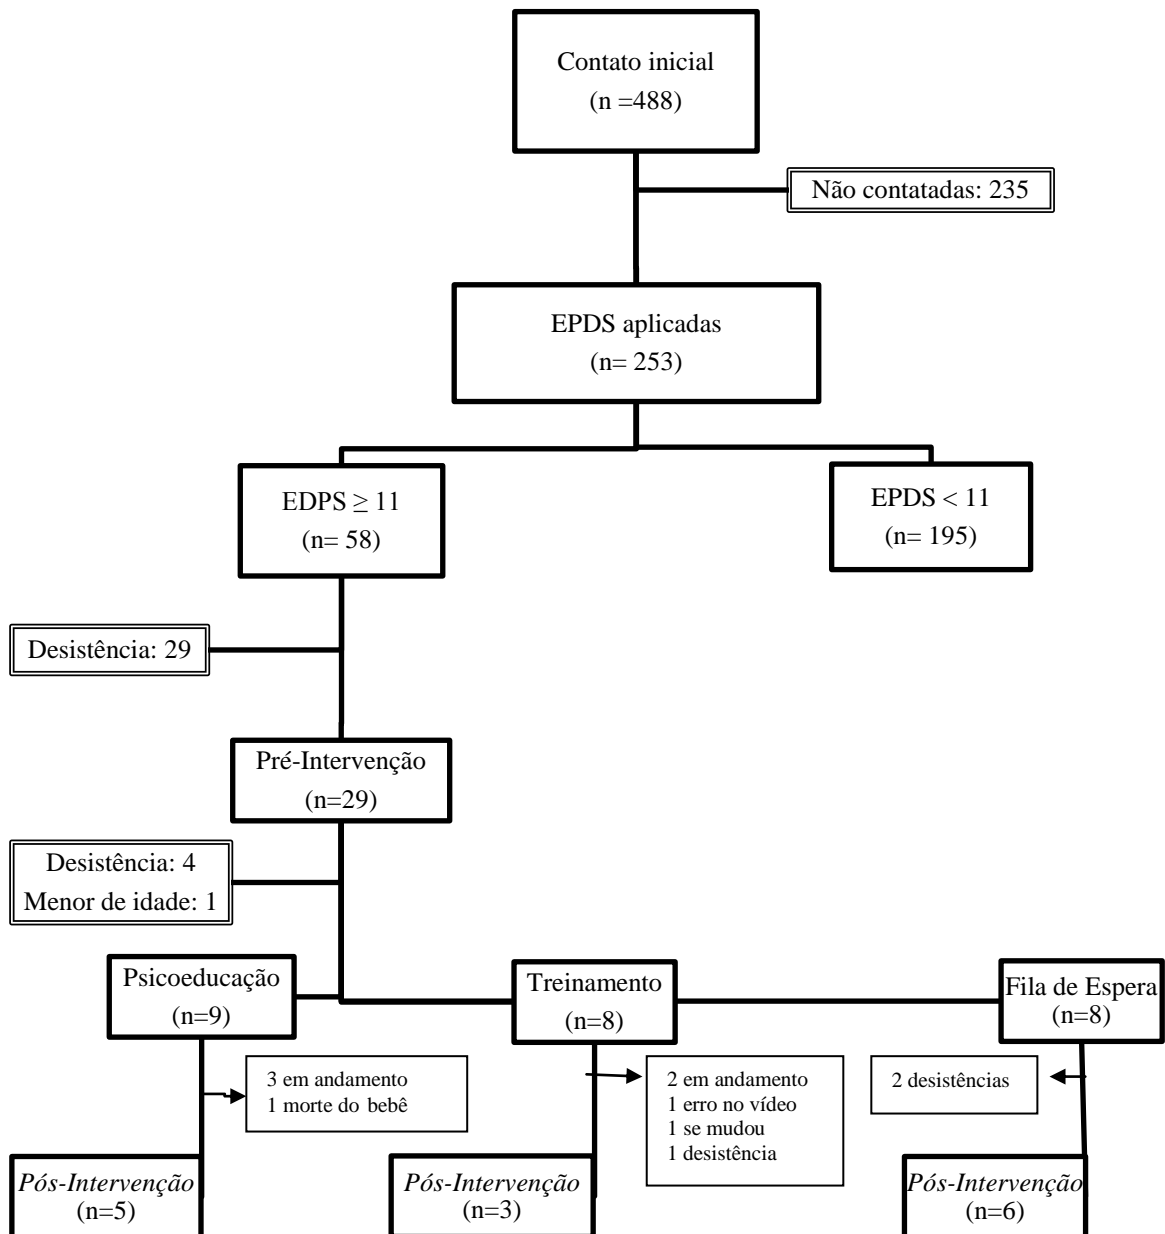 Contato inicial
(n =488)
Não contatadas: 235
EPDS aplicadas
(n= 253)
EDPS ≥ 11
(n= 58)
EPDS < 11
(n= 195)
Desistência: 29
Pré-Intervenção
(n=29)
Desistência: 4
Menor de idade: 1
Psicoeducação
(n=9)
Treinamento
(n=8)
Fila de Espera
(n=8)
3 em andamento
1 morte do bebê
2 em andamento
1 erro no vídeo
1 se mudou
1 desistência
2 desistências
Pós-Intervenção
(n=5)
Pós-Intervenção
(n=3)
Pós-Intervenção
(n=6)